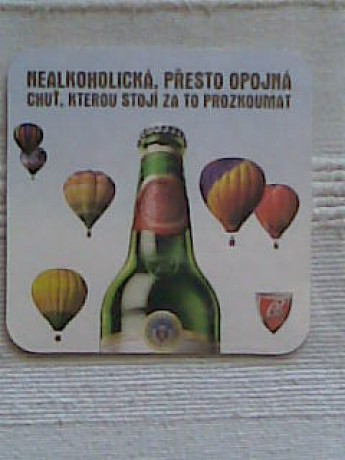 NEALKOHOLICKÁ, PŘESTO OPOJNÁ
CHUŤ, KTEROU STOJÍ ZA TO PROZKOUMAT